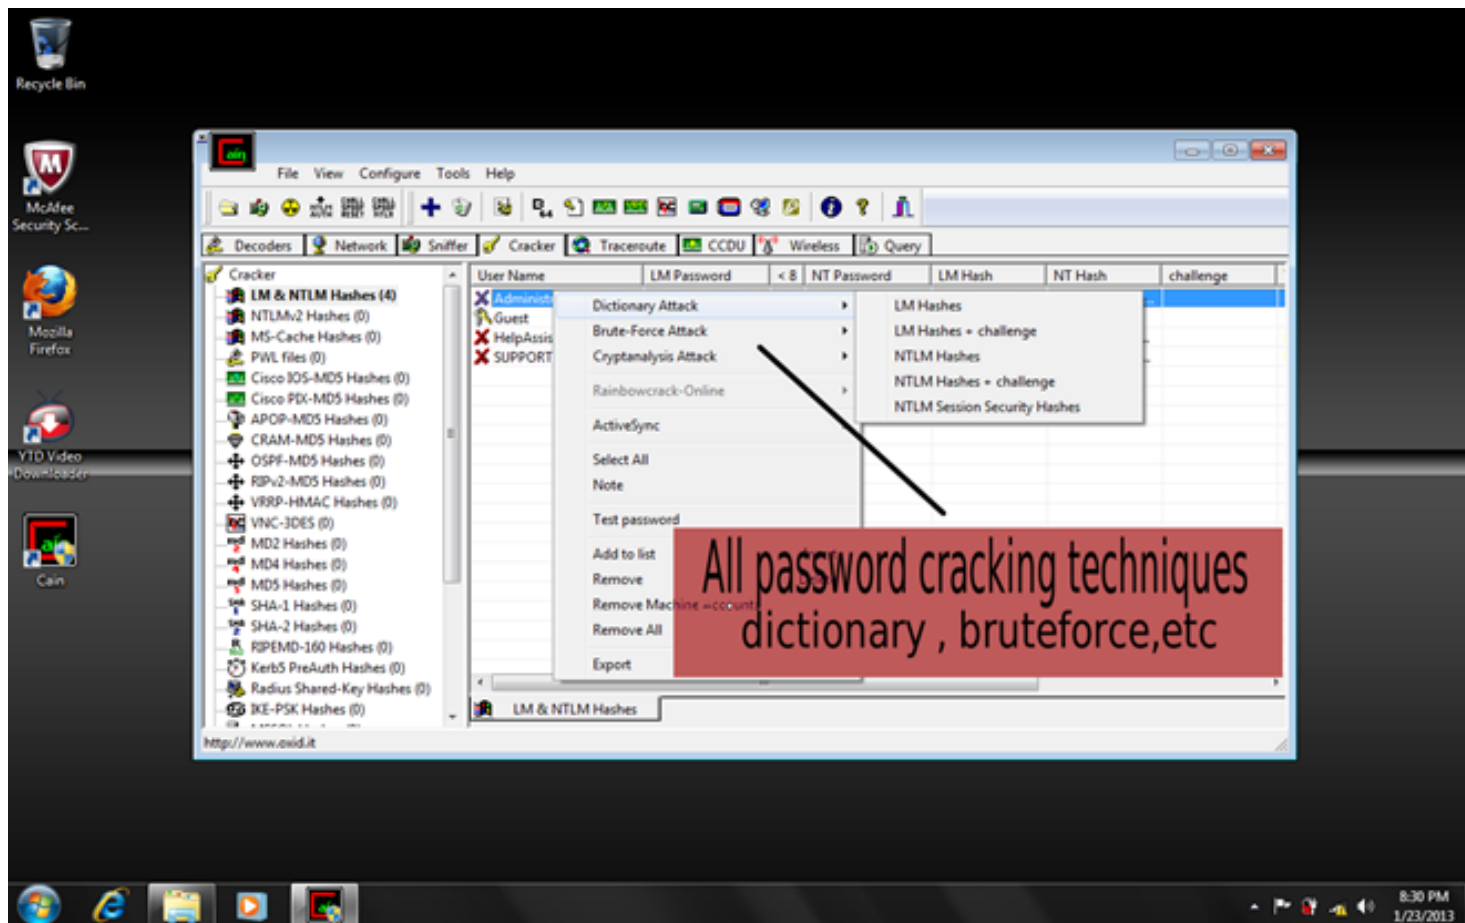 Recycle Bin
McAfee
Security Sc...
Mozilla
Firefox
YTD Video
Downloader
Cain
File View Configure Tools Help
Decoders Network Sniffer Cracker Traceroute CCDU Wireless Query
Cracker
LM & NTLM Hashes (4)
NTLMv2 Hashes (0)
MS-Cache Hashes (0)
PWL files (0)
Cisco IOS-MD5 Hashes (0)
Cisco PIX-MD5 Hashes (0)
APOP-MD5 Hashes (0)
CRAM-MD5 Hashes (0)
OSPF-MD5 Hashes (0)
RIPv2-MD5 Hashes (0)
VRRP-HMAC Hashes (0)
VNC-3DES (0)
MD2 Hashes (0)
MD4 Hashes (0)
MD5 Hashes (0)
SHA-1 Hashes (0)
SHA-2 Hashes (0)
RIPEMD-160 Hashes (0)
Kerb5 PreAuth Hashes (0)
Radius Shared-Key Hashes (0)
IKE-PSK Hashes (0)
User Name LM Password < 8 NT Password LM Hash NT Hash challenge
Administ
Guest
HelpAssis
SUPPORT
Dictionary Attack
Brute-Force Attack
Cryptanalysis Attack
Rainbowcrack-Online
ActiveSync
Select All
Note
Test password
Add to list
Remove
Remove Machine
Remove All
Export
LM Hashes
LM Hashes + challenge
NTLM Hashes
NTLM Hashes + challenge
NTLM Session Security Hashes
All password cracking techniques
dictionary , bruteforce,etc
LM & NTLM Hashes
http://www.oxid.it
8:30 PM
1/23/2013